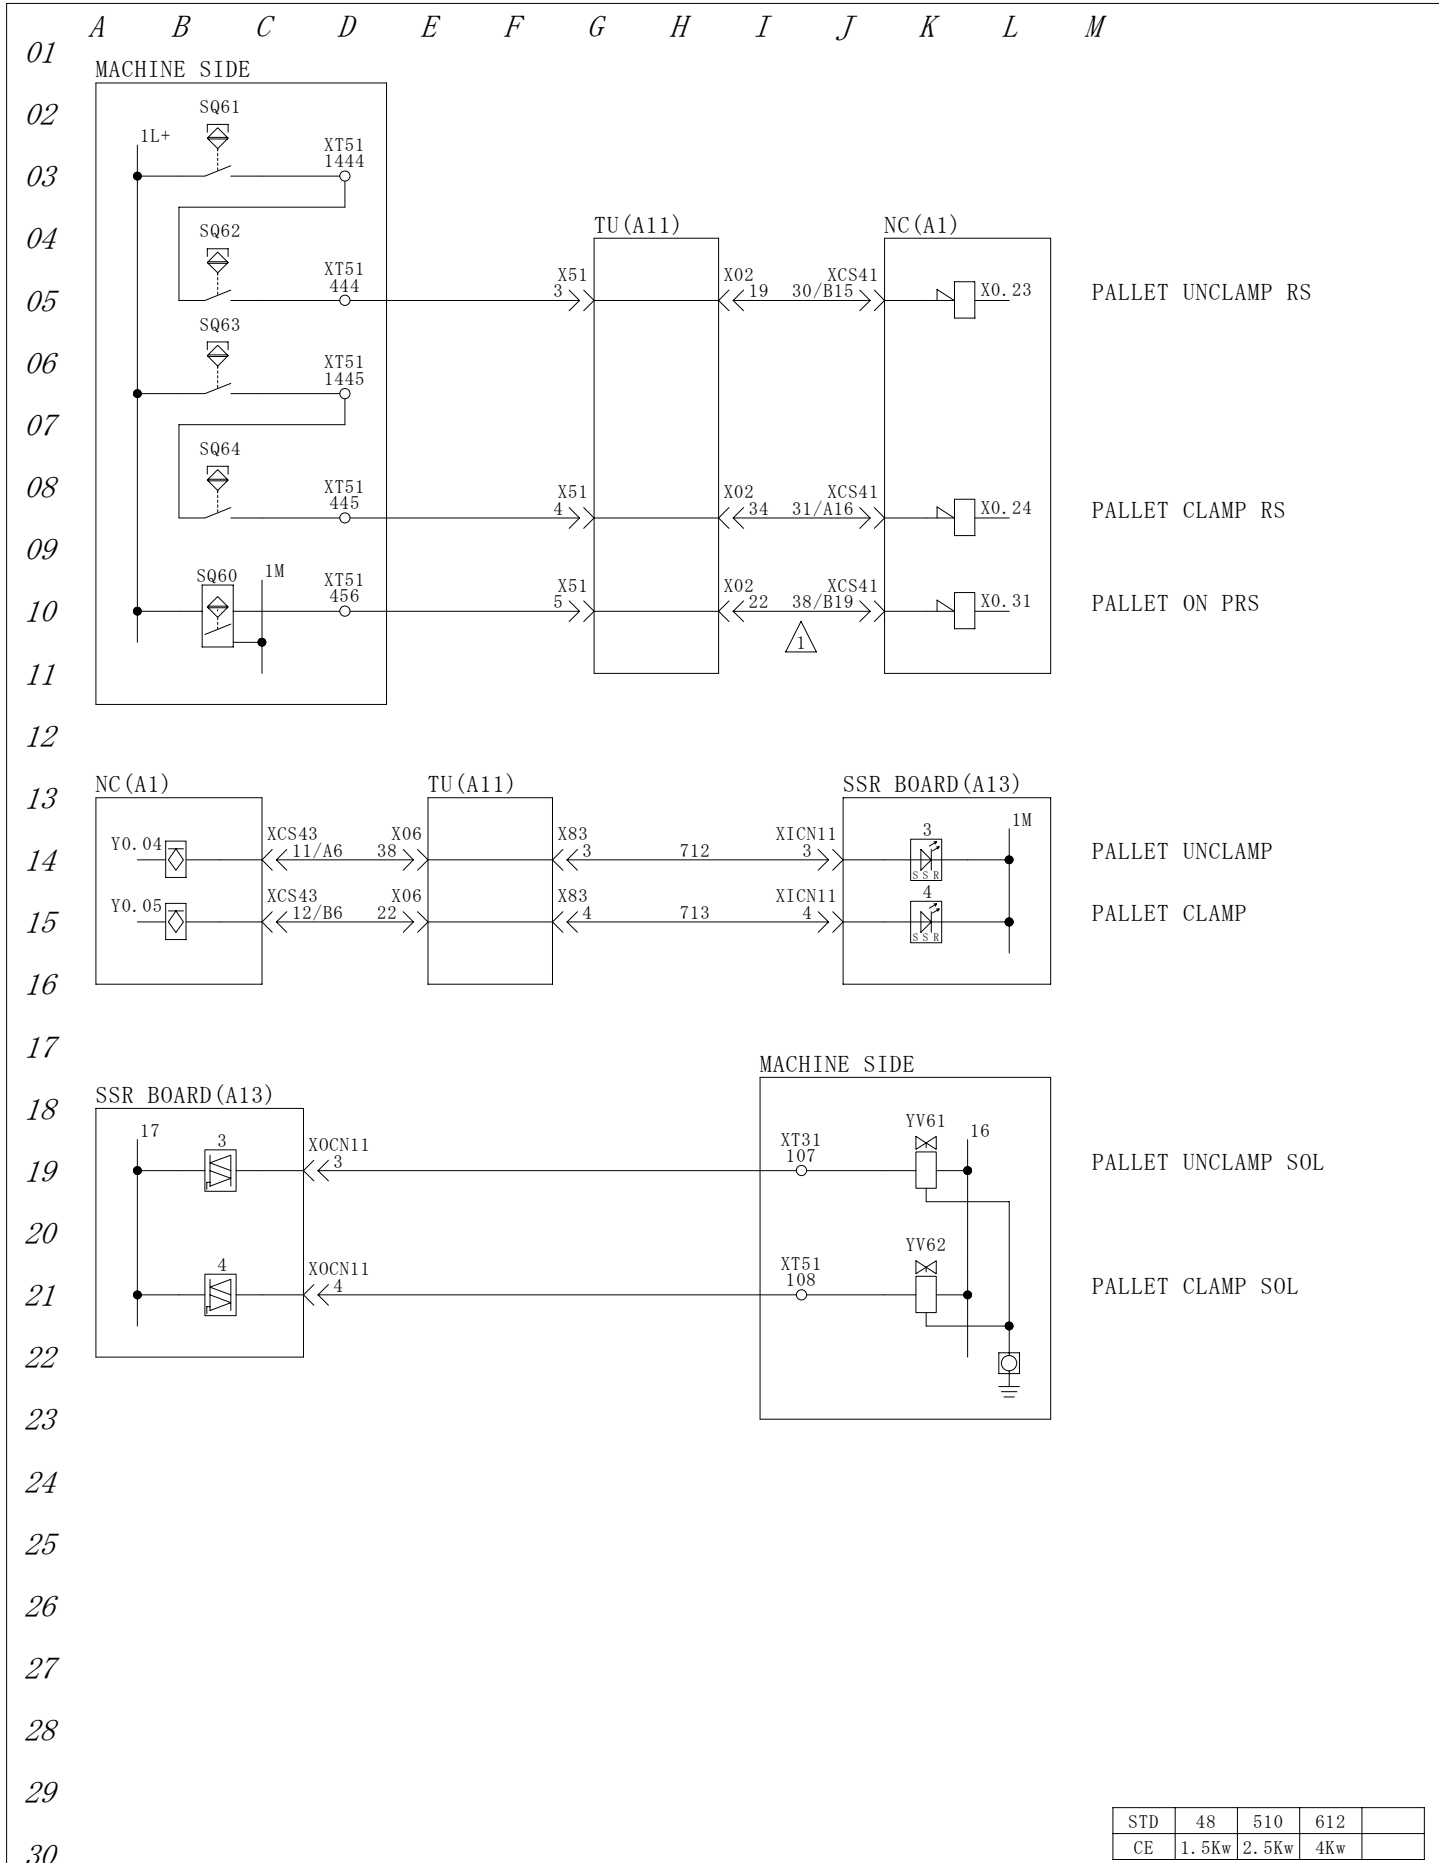 A B C D E F G H I J K L M
01
MACHINE SIDE
02
SQ61
1L+
XT51
1444
03
04
SQ62
TU(A11)
NC(A1)
XT51
444
X51
3
X02
19
30/B15
XCS41
X0.23
PALLET UNCLAMP RS
05
SQ63
06
XT51
1445
07
SQ64
08
XT51
445
X51
4
X02
34
31/A16
XCS41
X0.24
PALLET CLAMP RS
09
SQ60
1M
XT51
456
X51
5
X02
22
38/B19
XCS41
X0.31
PALLET ON PRS
10
1
11
12
NC(A1)
TU(A11)
SSR BOARD(A13)
13
Y0.04
XCS43
11/A6
X06
38
X83
3
712
XICN11
3
3
SSR
1M
PALLET UNCLAMP
14
Y0.05
XCS43
12/B6
X06
22
X83
4
713
XICN11
4
4
SSR
PALLET CLAMP
15
16
17
MACHINE SIDE
SSR BOARD(A13)
18
17
3
XOCN11
3
XT31
107
YV61
16
PALLET UNCLAMP SOL
19
20
4
XOCN11
4
XT51
108
YV62
PALLET CLAMP SOL
21
22
23
24
25
26
27
28
29
STD 48 510 612
CE 1.5Kw 2.5Kw 4Kw
30